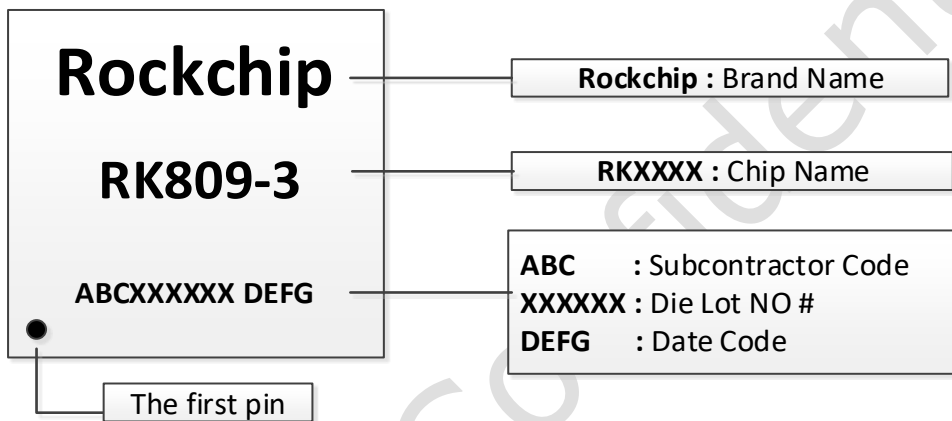 Rockchip
Rockchip : Brand Name
RK809-3
RKXXXX : Chip Name
ABCXXXXXX DEFG
ABC : Subcontractor Code
XXXXXX : Die Lot NO #
DEFG : Date Code
The first pin